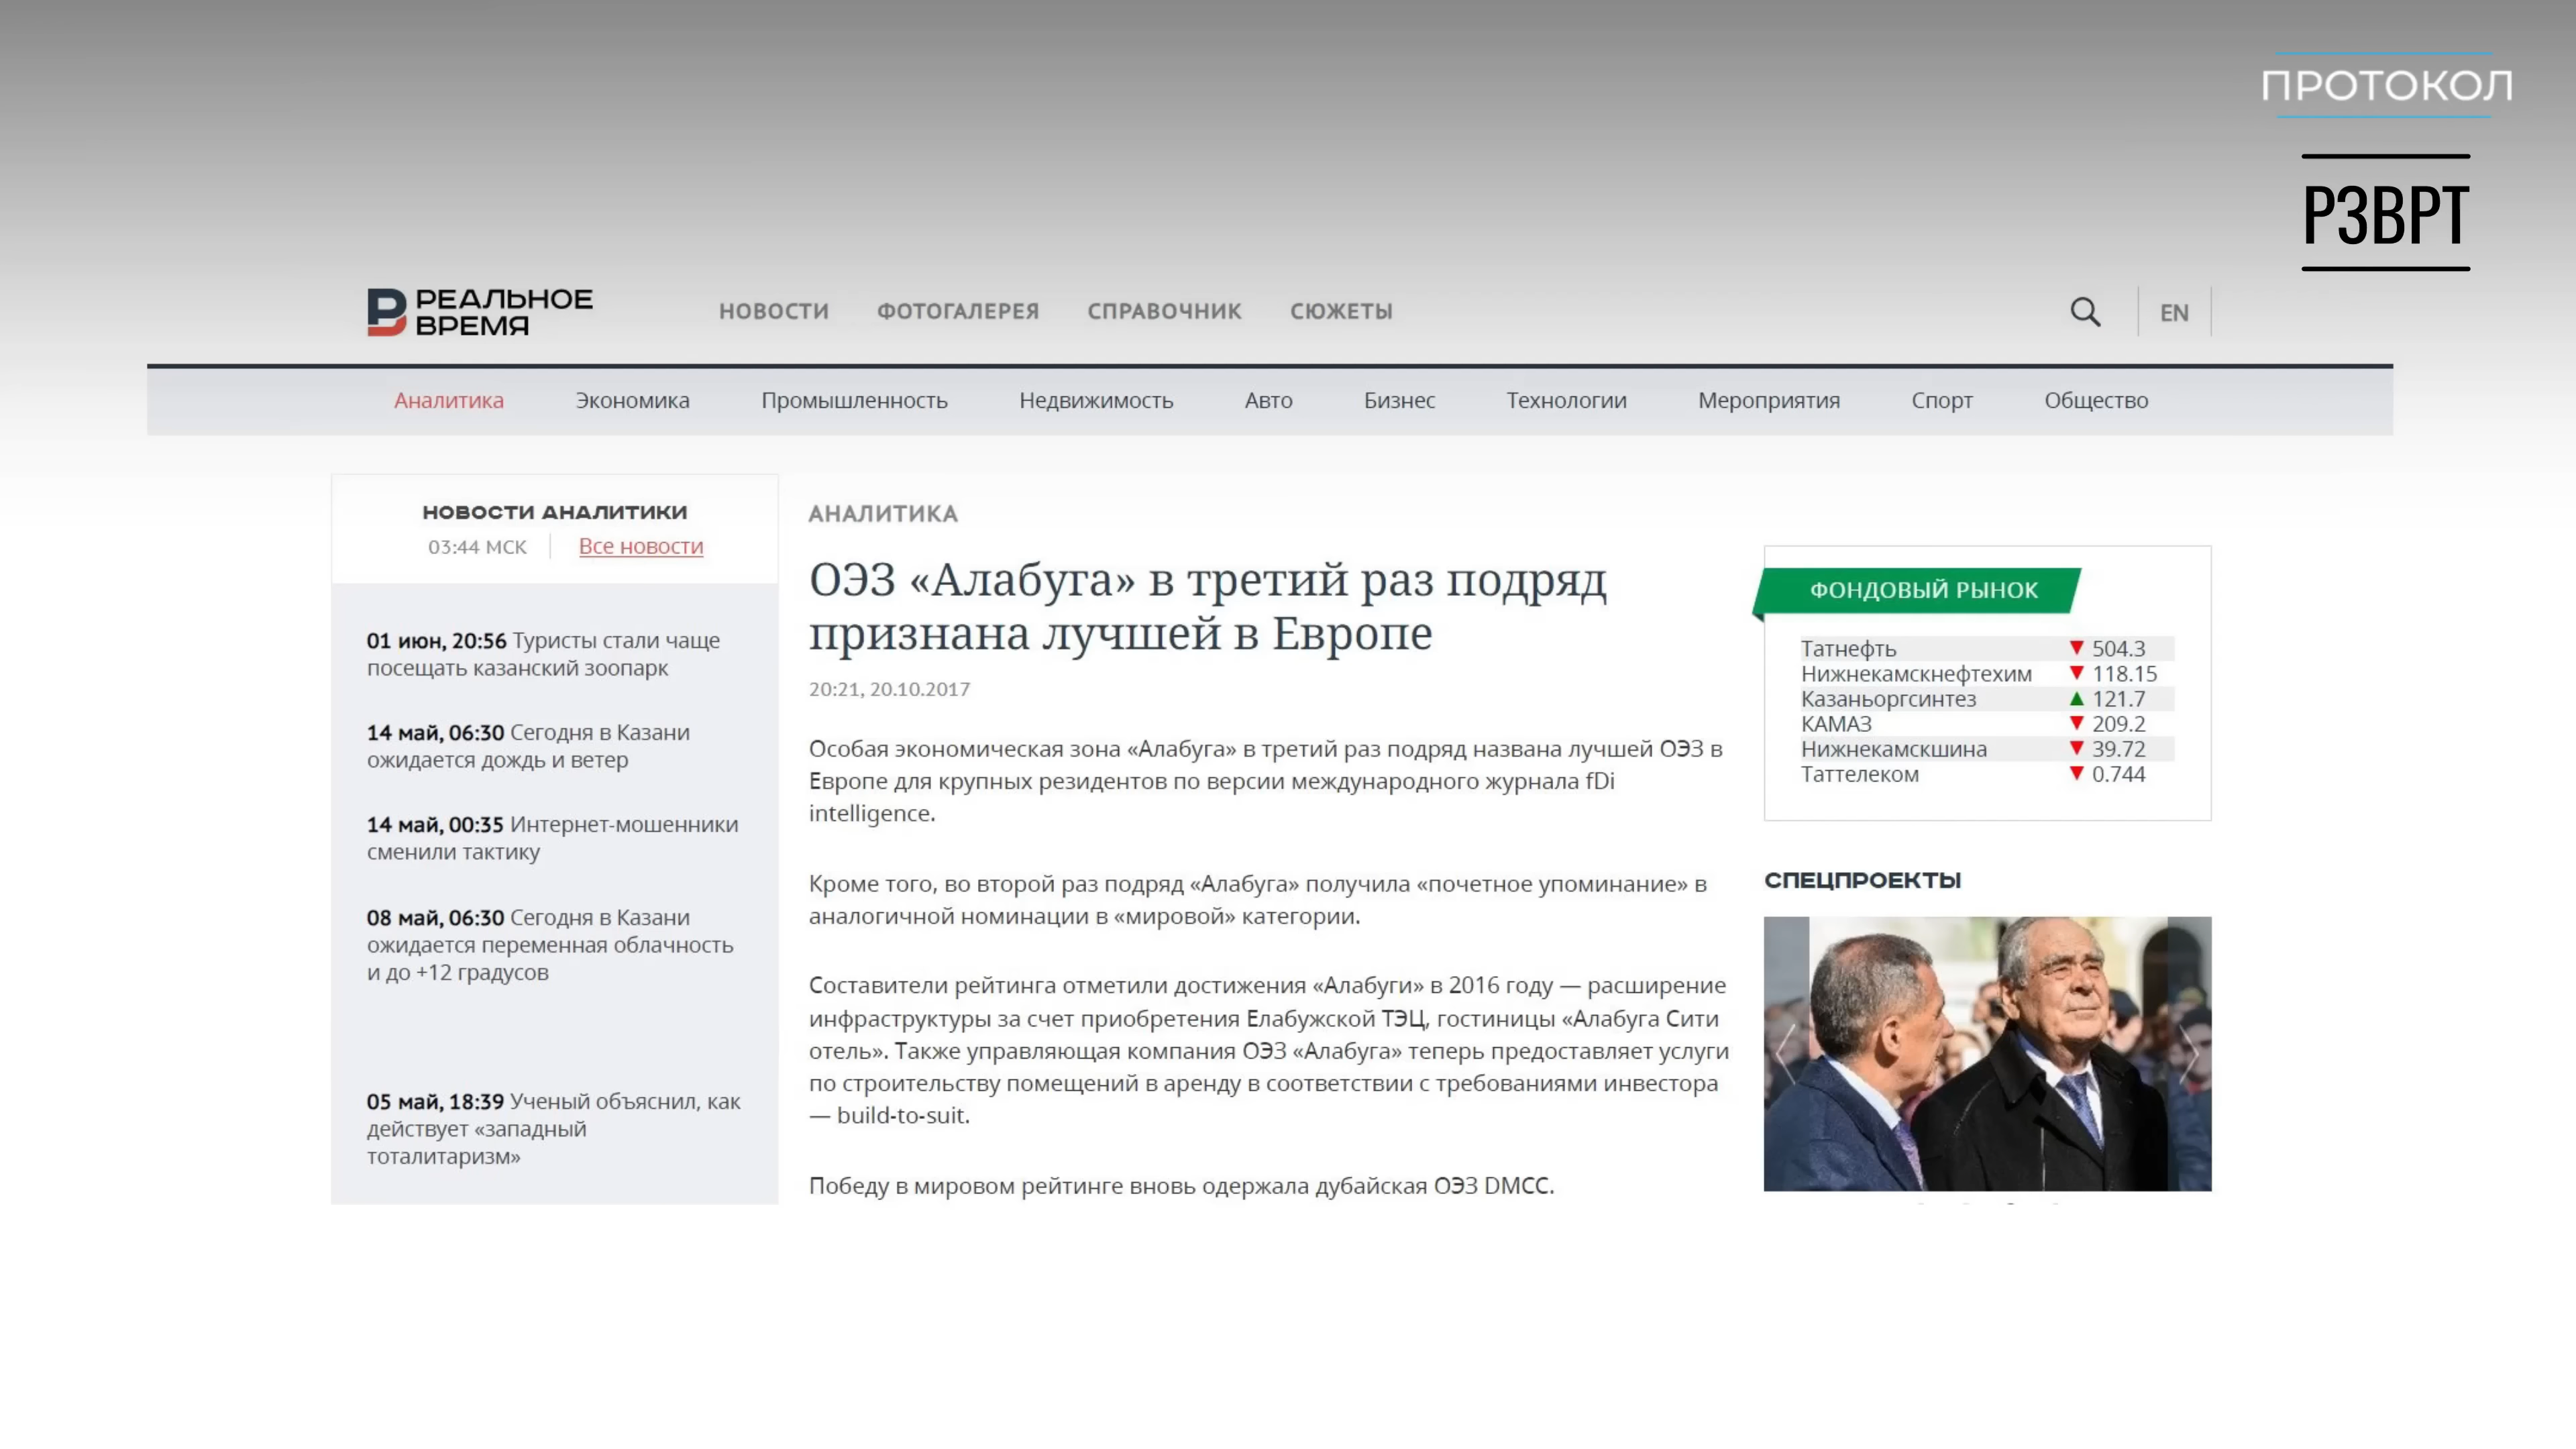 ПРОТОКОЛ
РЗВРТ
РЕАЛЬНОЕ
ВРЕМЯ
НОВОСТИ ФОТОГАЛЕРЕЯ СПРАВОЧНИК СЮЖЕТЫ
EN
Аналитика Экономика Промышленность Недвижимость Авто Бизнес Технологии Мероприятия Спорт Общество
НОВОСТИ АНАЛИТИКИ
03:44 МСК Все новости
01 июн, 20:56 Туристы стали чаще
посещать казанский зоопарк
14 май, 06:30 Сегодня в Казани
ожидается дождь и ветер
14 май, 00:35 Интернет-мошенники
сменили тактику
08 май, 06:30 Сегодня в Казани
ожидается переменная облачность
и до +12 градусов
05 май, 18:39 Ученый объяснил, как
действует «западный
тоталитаризм»
АНАЛИТИКА
ОЭЗ «Алабуга» в третий раз подряд
признана лучшей в Европе
20:21, 20.10.2017
Особая экономическая зона «Алабуга» в третий раз подряд названа лучшей ОЭЗ в
Европе для крупных резидентов по версии международного журнала fDi
intelligence.
Кроме того, во второй раз подряд «Алабуга» получила «почетное упоминание» в
аналогичной номинации в «мировой» категории.
Составители рейтинга отметили достижения «Алабуги» в 2016 году — расширение
инфраструктуры за счет приобретения Елабужской ТЭЦ, гостиницы «Алабуга Сити
отель». Также управляющая компания ОЭЗ «Алабуга» теперь предоставляет услуги
по строительству помещений в аренду в соответствии с требованиями инвестора
— build-to-suit.
Победу в мировом рейтинге вновь одержала дубайская ОЭЗ DMCC.
ФОНДОВЫЙ РЫНОК
Татнефть ▼ 504.3
Нижнекамскнефтехим ▼ 118.15
Казаньоргсинтез ▲ 121.7
КАМАЗ ▼ 209.2
Нижнекамскшина ▼ 39.72
Таттелеком ▼ 0.744
СПЕЦПРОЕКТЫ